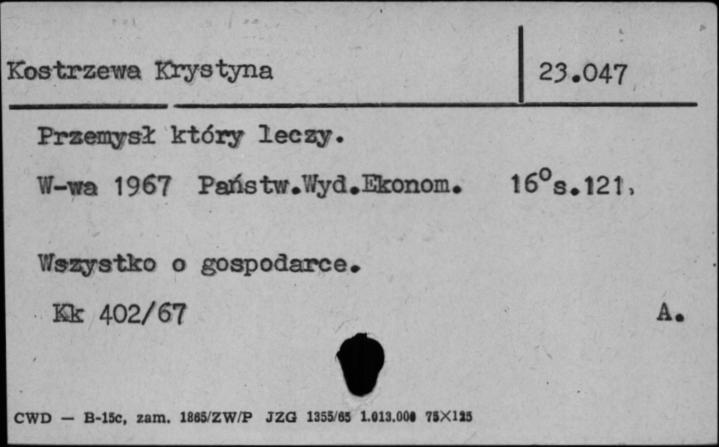 Kostrzewa Krystyna 23.047
Przemysł który leczy.
W-wa 1967 Państw.Wyd.Ekonom. 16°s.121,
Wszystko o gospodarce.
Kk 402/67 A.
CWD — B-15c, zam. 1865/ZW/P JZG 1355/65 1.013.000 75X125